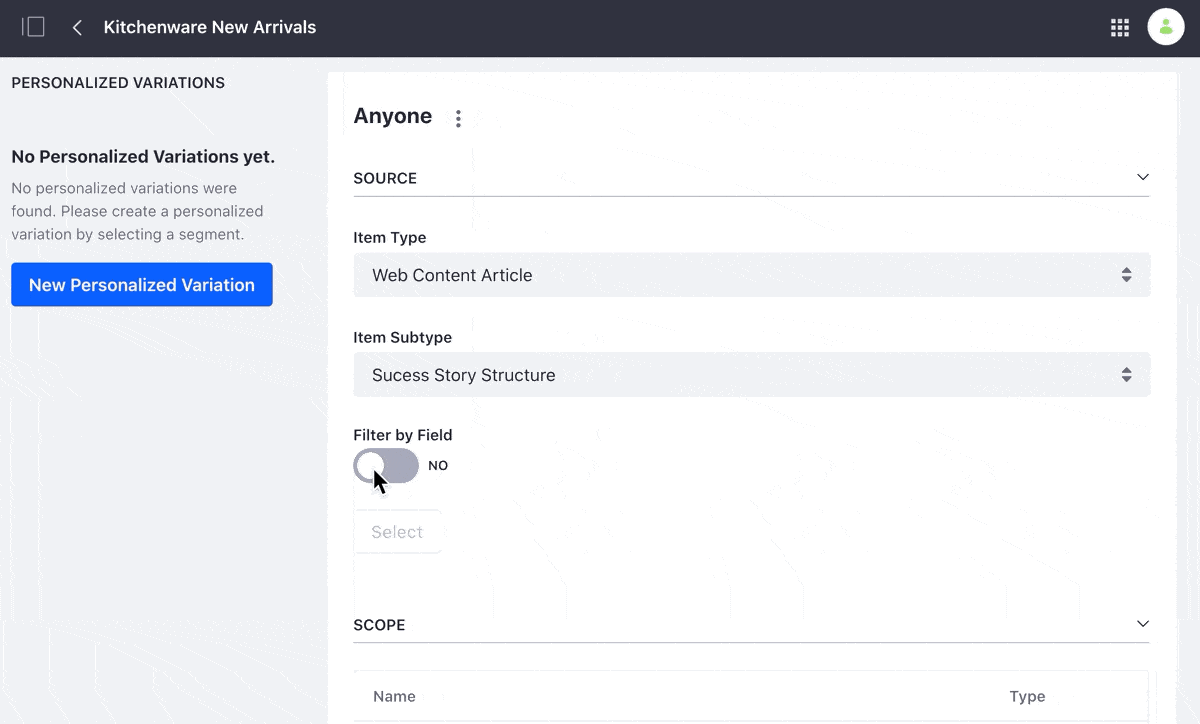 Kitchenware New Arrivals
PERSONALIZED VARIATIONS
No Personalized Variations yet.
No personalized variations were
found. Please create a personalized
variation by selecting a segment.
New Personalized Variation
Anyone
SOURCE
Item Type
Web Content Article
Item Subtype
Sucess Story Structure
Filter by Field
NO
Select
SCOPE
Name Type